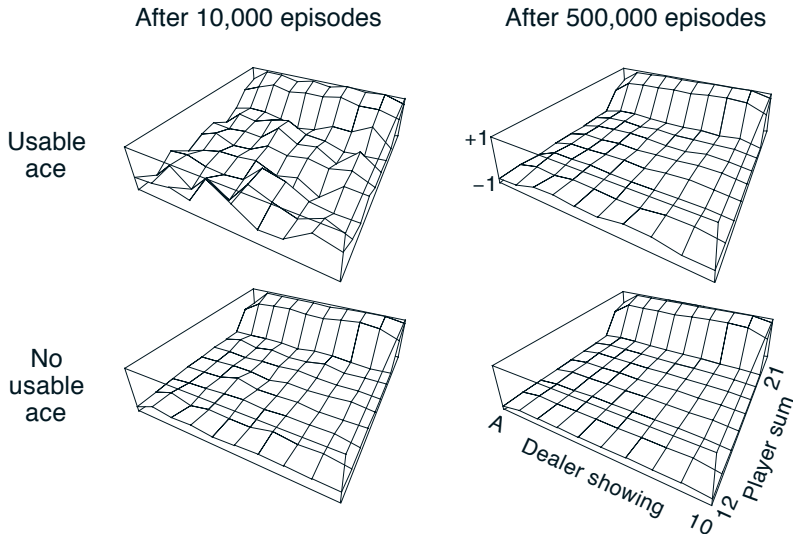 After 10,000 episodes
After 500,000 episodes
Usable
ace
+1
−1
No
usable
ace
A
Dealer showing
10
12
Player sum
21